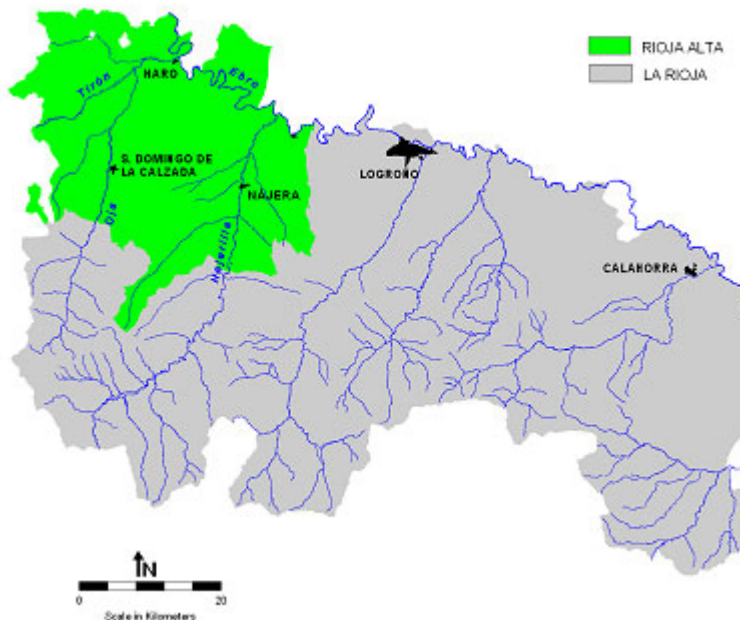 RIOJA ALTA
LA RIOJA
HARO
Ebro
Tirón
S. DOMINGO DE
LA CALZADA
NAJERA
LOGROÑO
Oja
Najerilla
CALAHORRA
N
0
20
Scale in Kilometers